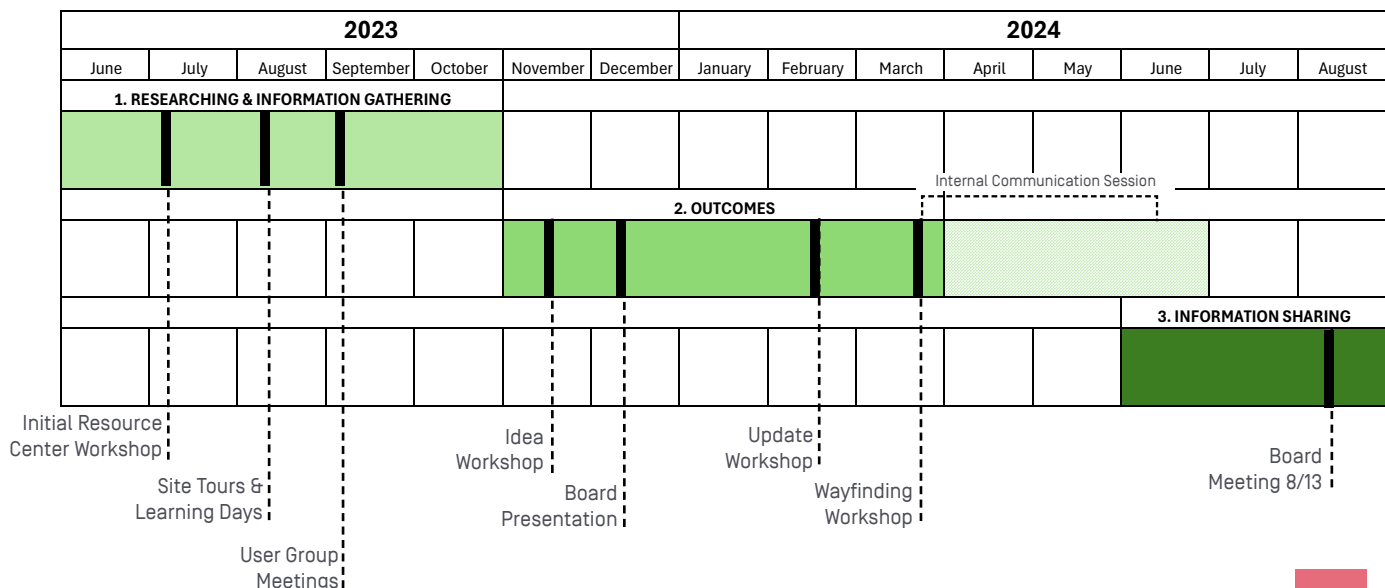 2023 2024
June July August September October November December January February March April May June July August
1. RESEARCHING & INFORMATION GATHERING
Internal Communication Session
2. OUTCOMES
3. INFORMATION SHARING
Initial Resource
Center Workshop
Site Tours &
Learning Days
User Group
Meetings
Idea
Workshop
Board
Presentation
Update
Workshop
Wayfinding
Workshop
Board
Meeting 8/13